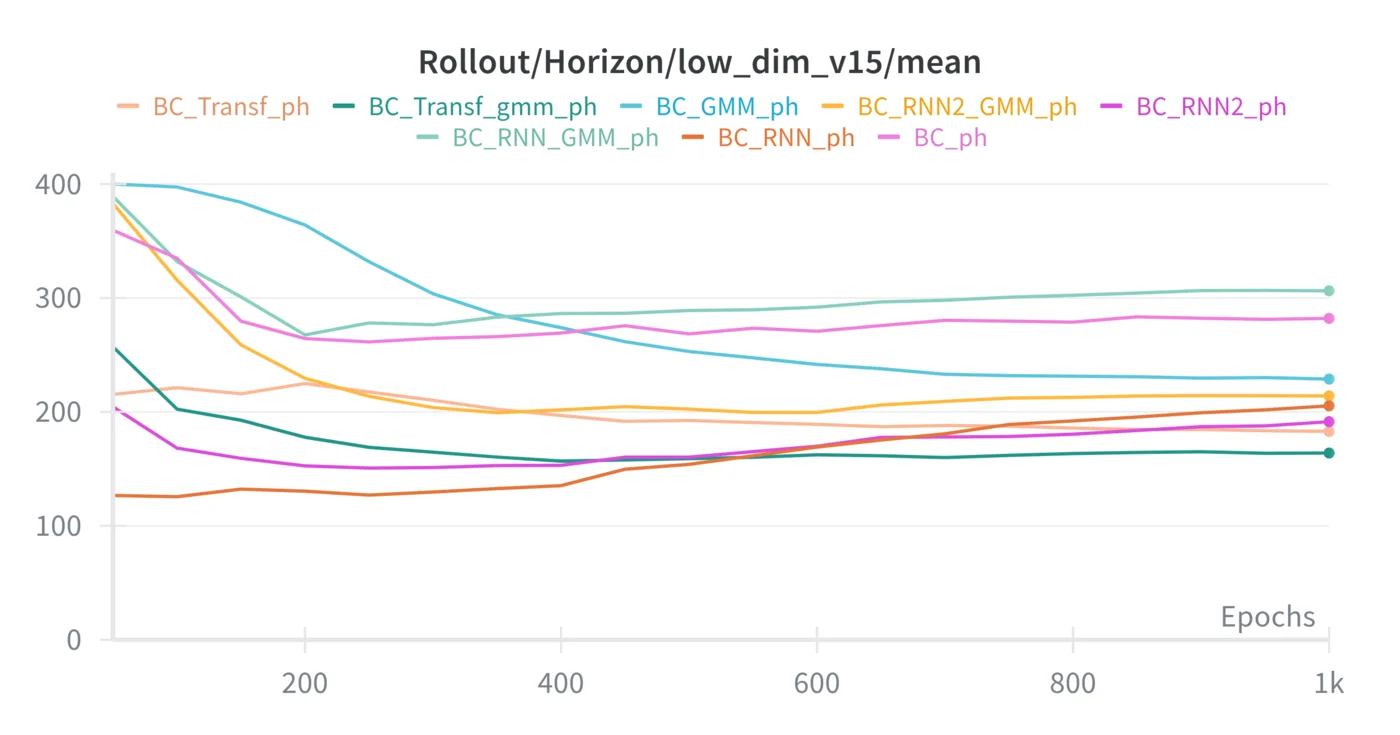 Rollout/Horizon/low_dim_v15/mean
BC_Transf_ph BC_Transf_gmm_ph BC_GMM_ph BC_RNN2_GMM_ph BC_RNN2_ph
BC_RNN_GMM_ph BC_RNN_ph BC_ph
400
300
200
100
0
Epochs
200 400 600 800 1k